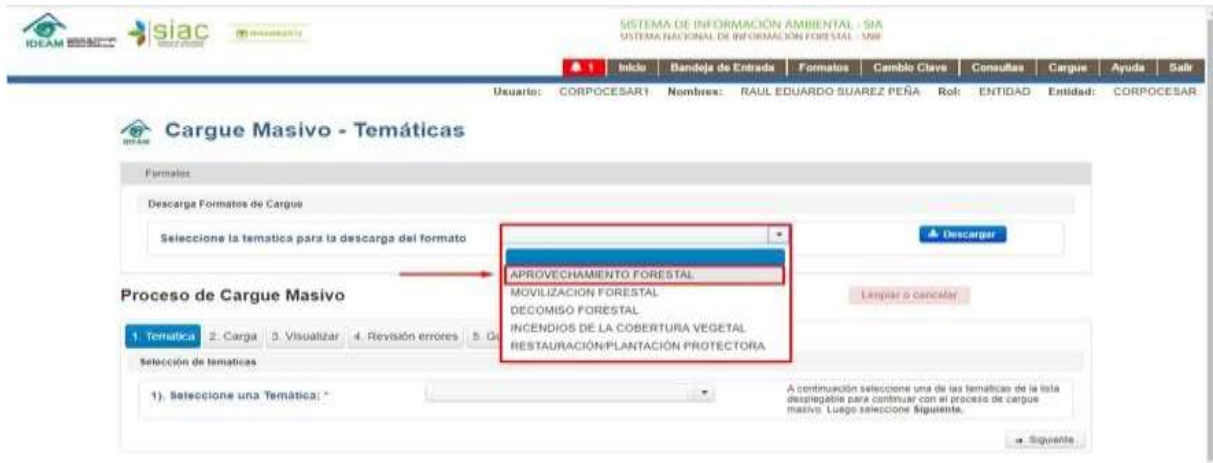 IDEAM
siac
SISTEMA DE INFORMACIÓN AMBIENTAL - SIA
SISTEMA NACIONAL DE INFORMACIÓN FORESTAL - SNIF
1 Inicio Bandeja de Entrada Formatos Cambio Clave Consultas Cargue Ayuda Salir
Usuario: CORPOCESAR1 Nombres: RAUL EDUARDO SUAREZ PEÑA Rol: ENTIDAD Entidad: CORPOCESAR
IDEAM
Cargue Masivo - Temáticas
Formatos
Descarga Formatos de Cargue
Seleccione la tematica para la descarga del formato
Descargar
APROVECHAMIENTO FORESTAL
MOVILIZACION FORESTAL
DECOMISO FORESTAL
INCENDIOS DE LA COBERTURA VEGETAL
RESTAURACIÓN/PLANTACIÓN PROTECTORA
Proceso de Cargue Masivo
Limpiar o cancelar
1. Tematica 2. Carga 3. Visualizar 4. Revisión errores 5. Gu
Selección de tematicas
1). Seleccione una Temática: *
A continuación seleccione una de las tematicas de la lista
desplegable para continuar con el proceso de cargue
masivo. Luego seleccione Siguiente.
Siguiente